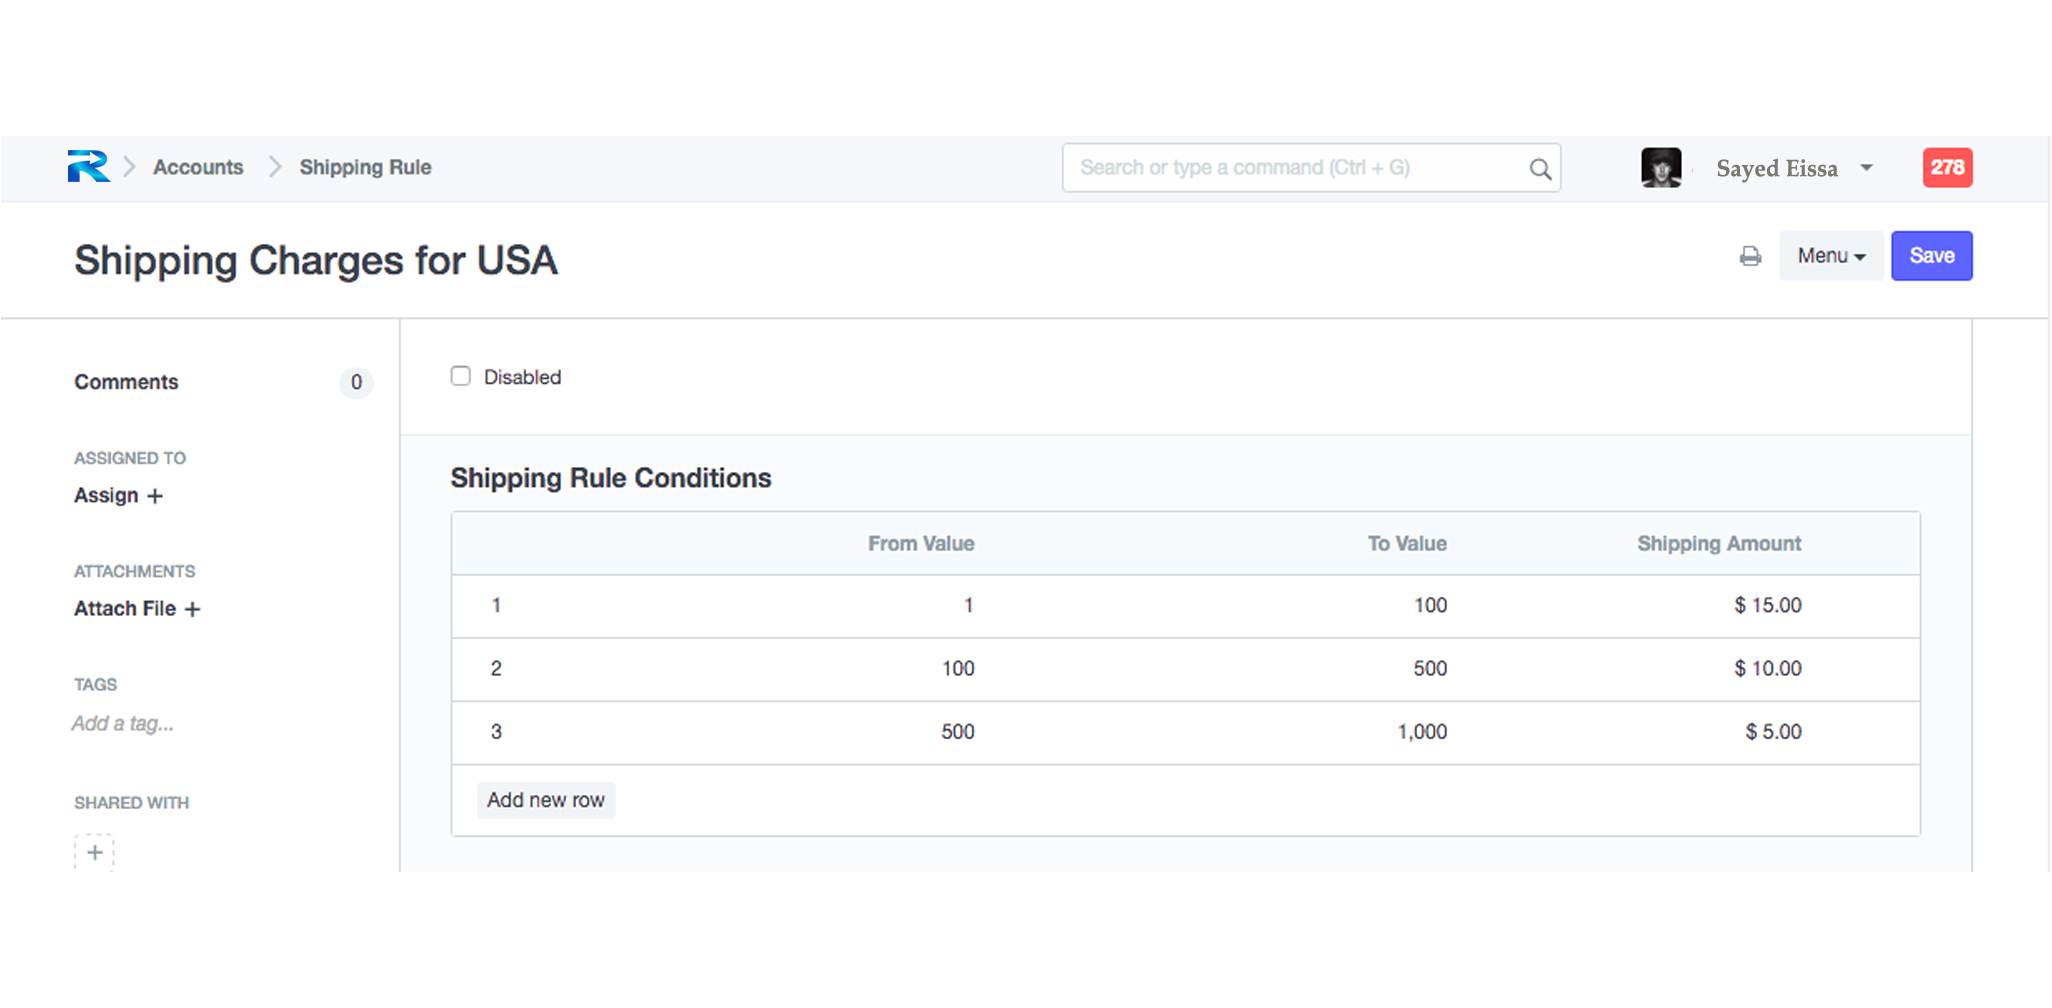 Accounts Shipping Rule Search or type a command (Ctrl + G) Sayed Eissa 278
Shipping Charges for USA Menu Save
Comments 0
ASSIGNED TO
Assign +
ATTACHMENTS
Attach File +
TAGS
Add a tag...
SHARED WITH
+
Disabled
Shipping Rule Conditions
From Value To Value Shipping Amount
1 1 100 $ 15.00
2 100 500 $ 10.00
3 500 1,000 $ 5.00
Add new row